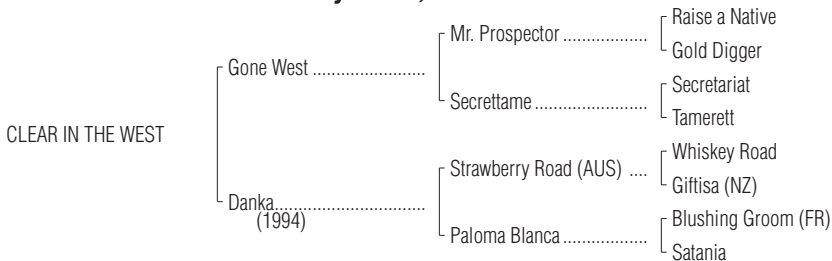 Raise a Native
Mr. Prospector ..................
Gold Digger
Gone West ........................
Secretariat
Secrettame ........................
Tamerett
CLEAR IN THE WEST
Whiskey Road
Strawberry Road (AUS) ....
Giftisa (NZ)
Danka.................................
(1994)
Blushing Groom (FR)
Paloma Blanca ..................
Satania